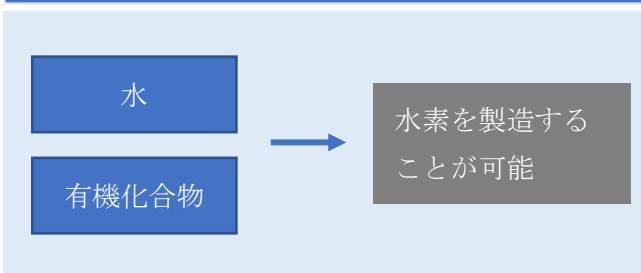 水
有機化合物
水素を製造する
ことが可能